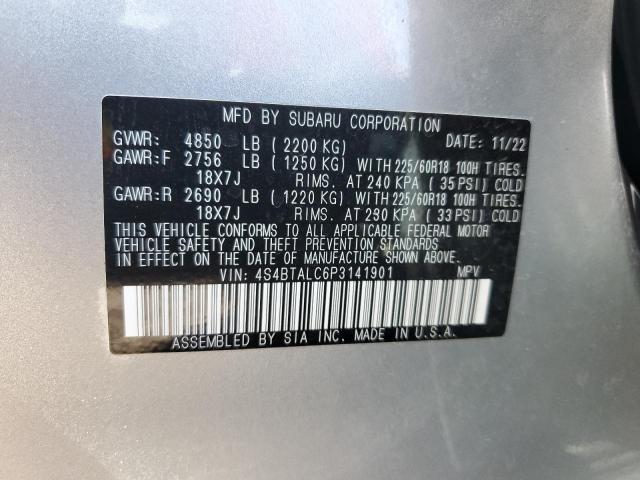 MFD BY SUBARU CORPORATION
GVWR: 4850 LB (2200 KG) DATE: 11/22
GAWR:F 2756 LB (1250 KG) WITH 225/60R18 100H TIRES.
18X7J RIMS. AT 240 KPA (35 PSI) COLD
GAWR:R 2690 LB (1220 KG) WITH 225/60R18 100H TIRES.
18X7J RIMS. AT 230 KPA (33 PSI) COLD
THIS VEHICLE CONFORMS TO ALL APPLICABLE FEDERAL MOTOR
VEHICLE SAFETY AND THEFT PREVENTION STANDARDS
IN EFFECT ON THE DATE OF MANUFACTURE SHOWN ABOVE.
VIN: 4S4BTALC6P3141901 MPV
ASSEMBLED BY SIA INC. MADE IN U.S.A.